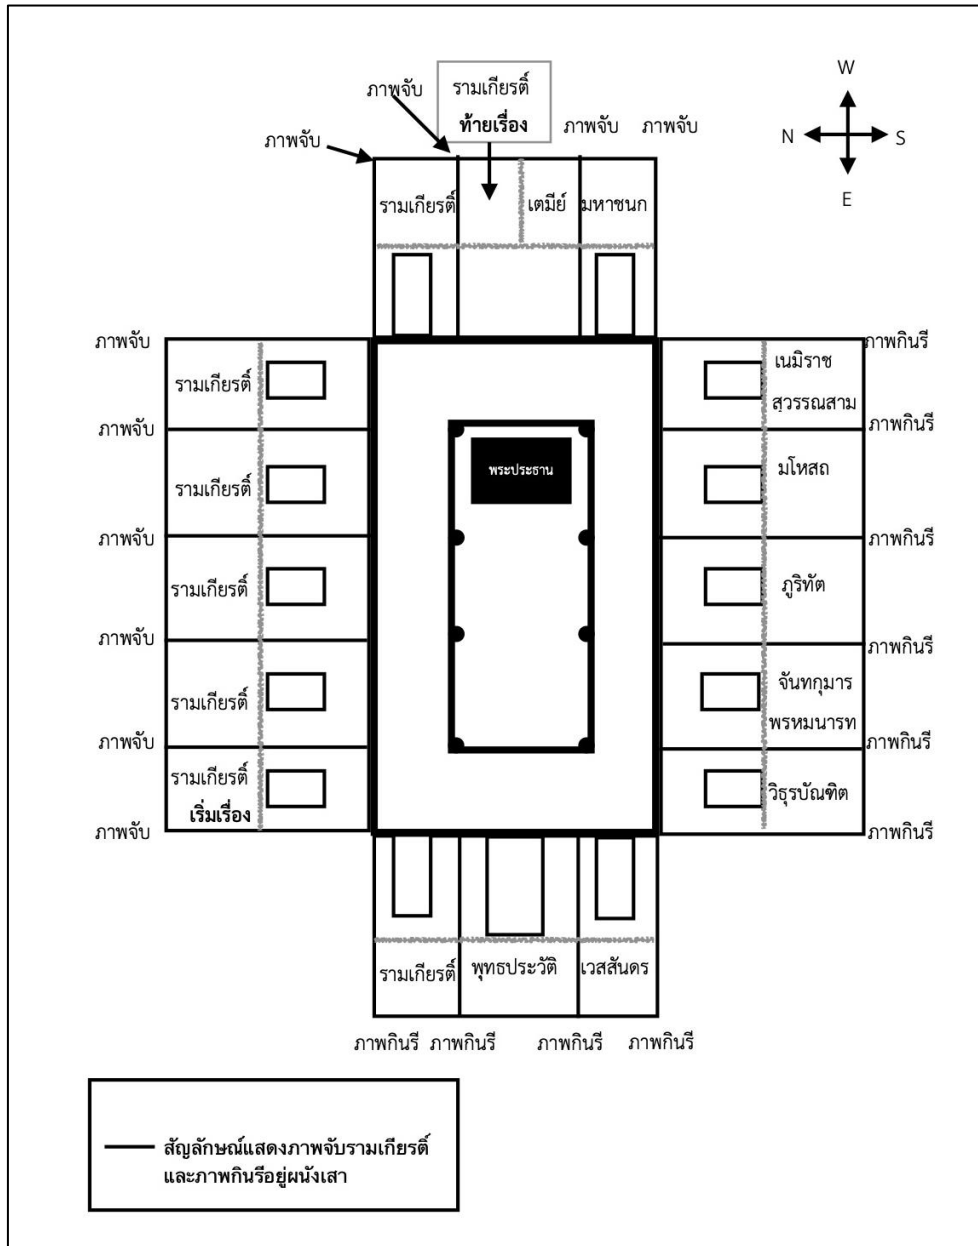 ภาพจับ
รามเกียรติ์
ท้ายเรื่อง
ภาพจับ
ภาพจับ
ภาพจับ
W
N
S
E
รามเกียรติ์
เตมีย์
มหาชนก
ภาพจับ
รามเกียรติ์
ภาพกินรี
เนมิราช
สุวรรณสาม
ภาพจับ
ภาพกินรี
รามเกียรติ์
พระประธาน
มโหสถ
ภาพจับ
ภาพกินรี
รามเกียรติ์
ภูริทัต
ภาพจับ
ภาพกินรี
รามเกียรติ์
จันทกุมาร
พรหมนารท
ภาพจับ
ภาพกินรี
รามเกียรติ์
เริ่มเรื่อง
วิธุรบัณฑิต
ภาพจับ
ภาพกินรี
รามเกียรติ์
พุทธประวัติ
เวสสันดร
ภาพกินรี
ภาพกินรี
ภาพกินรี
ภาพกินรี
สัญลักษณ์แสดงภาพจับรามเกียรติ์
และภาพกินรีอยู่ผนังเสา